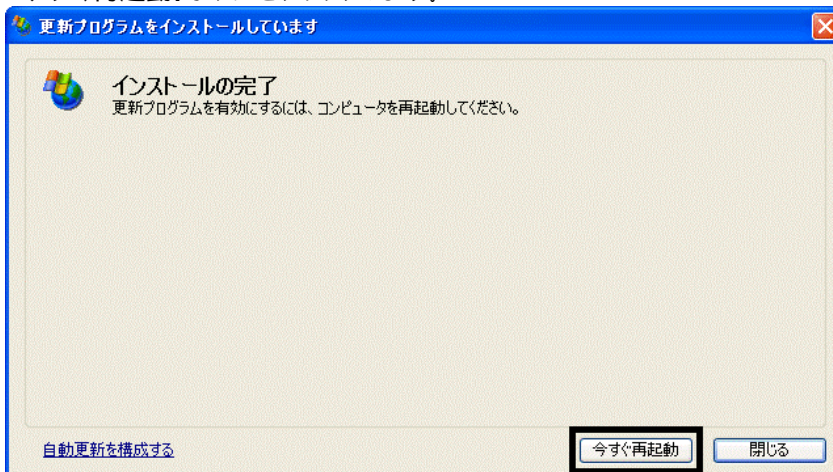 更新プログラムをインストールしています
インストールの完了
更新プログラムを有効にするには、コンピュータを再起動してください。
自動更新を構成する
今すぐ再起動
閉じる